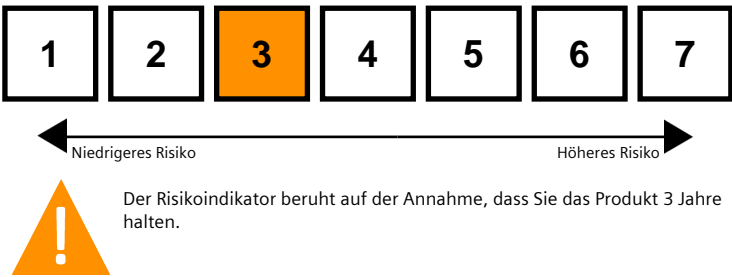 1 2 3 4 5 6 7
Niedrigeres Risiko Höheres Risiko
Der Risikoindikator beruht auf der Annahme, dass Sie das Produkt 3 Jahre
halten.
!